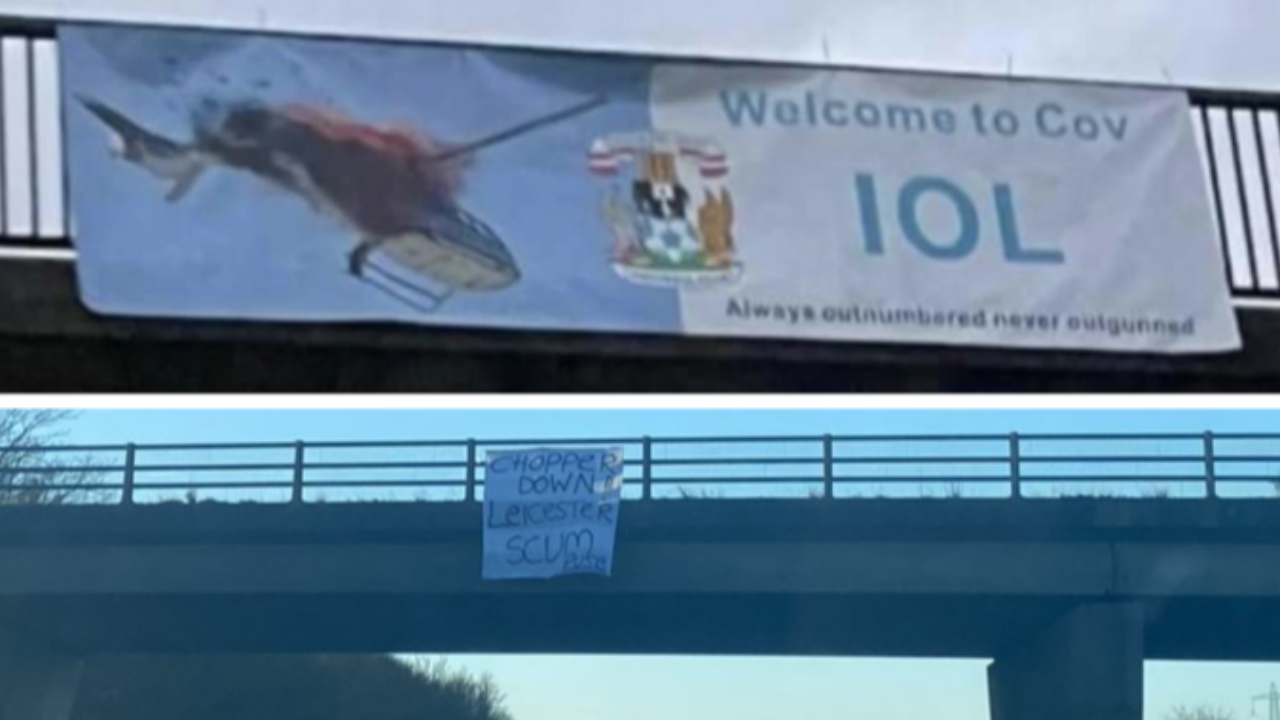 Welcome to Cov
IOL
Always outnumbered never outgunned
CHOPPER
DOWN
LEICESTER
SCUM